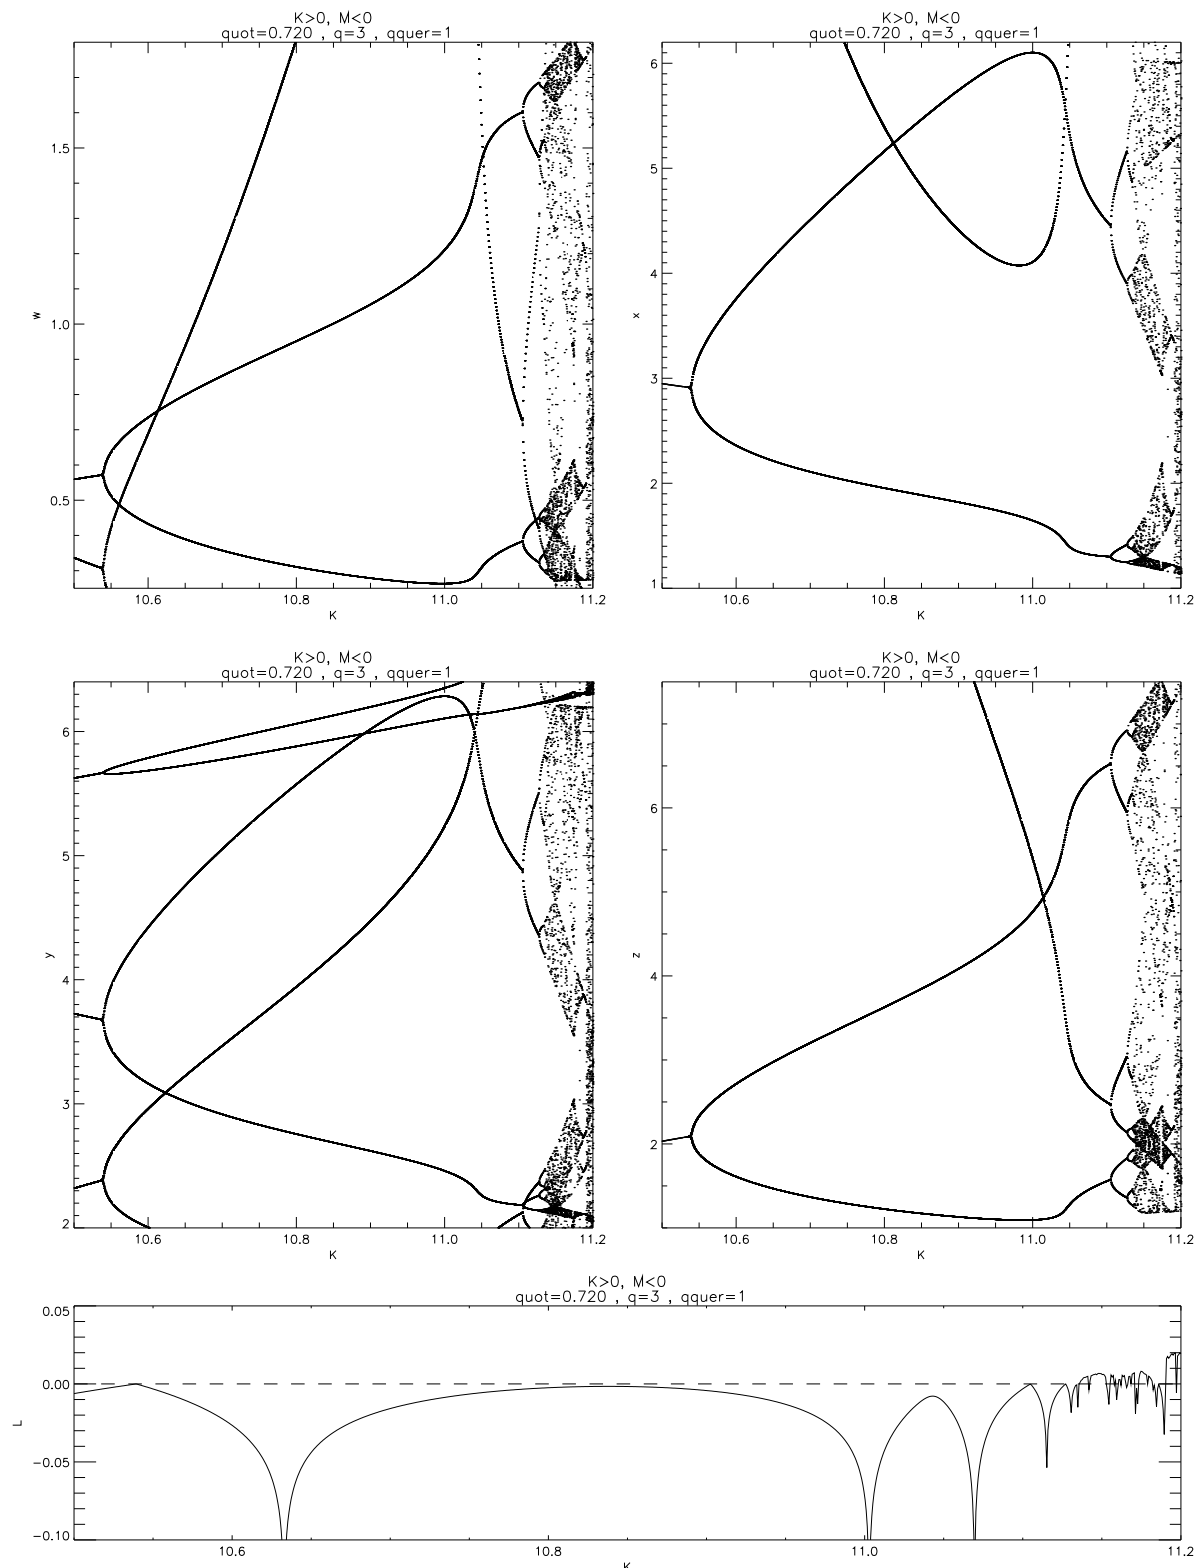 K>0, M<0
quot=0.720 , q=3 , qquer=1
1.5
1.0
0.5
w
10.6 10.8 11.0 11.2
K
K>0, M<0
quot=0.720 , q=3 , qquer=1
6
5
4
3
2
1
x
10.6 10.8 11.0 11.2
K
K>0, M<0
quot=0.720 , q=3 , qquer=1
6
5
4
3
2
y
10.6 10.8 11.0 11.2
K
K>0, M<0
quot=0.720 , q=3 , qquer=1
6
4
2
z
10.6 10.8 11.0 11.2
K
K>0, M<0
quot=0.720 , q=3 , qquer=1
0.05
0.00
−0.05
−0.10
L
10.6 10.8 11.0 11.2
K